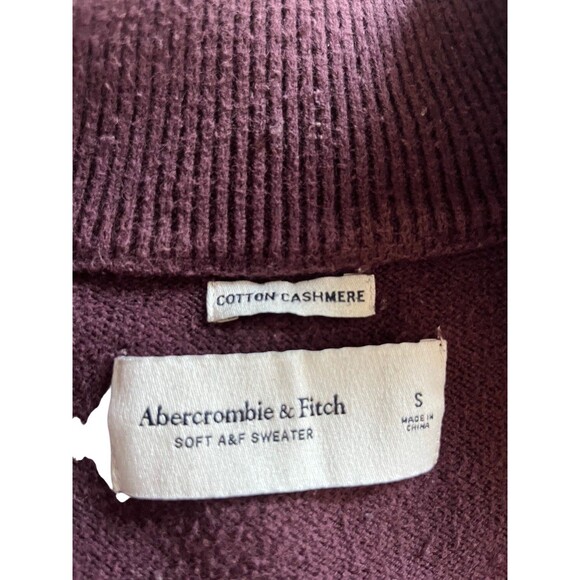 COTTON CASHMERE
Abercrombie & Fitch
SOFT A&F SWEATER
S
MADE IN
CHINA